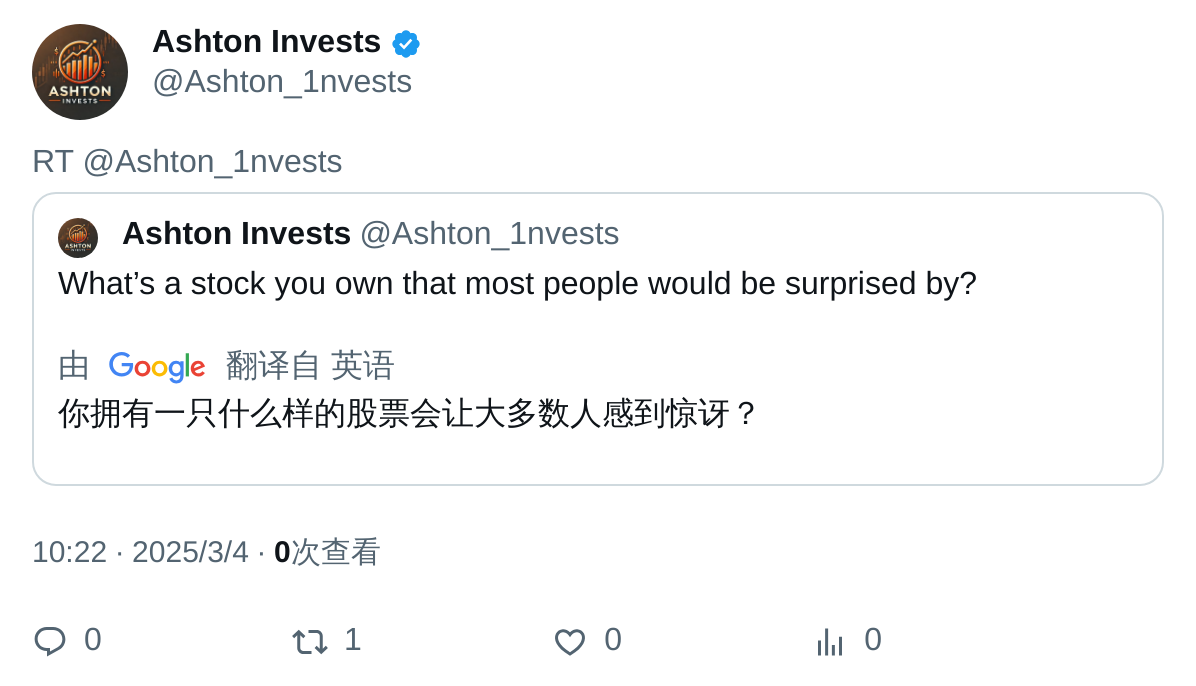 Ashton Invests
@Ashton_1nvests
ASHTON
INVESTS
RT @Ashton_1nvests
Ashton Invests @Ashton_1nvests
ASHTON
What’s a stock you own that most people would be surprised by?
由 Google 翻译自 英语
你拥有一只什么样的股票会让大多数人感到惊讶？
10:22 · 2025/3/4 · 0次查看
0 1 0 0